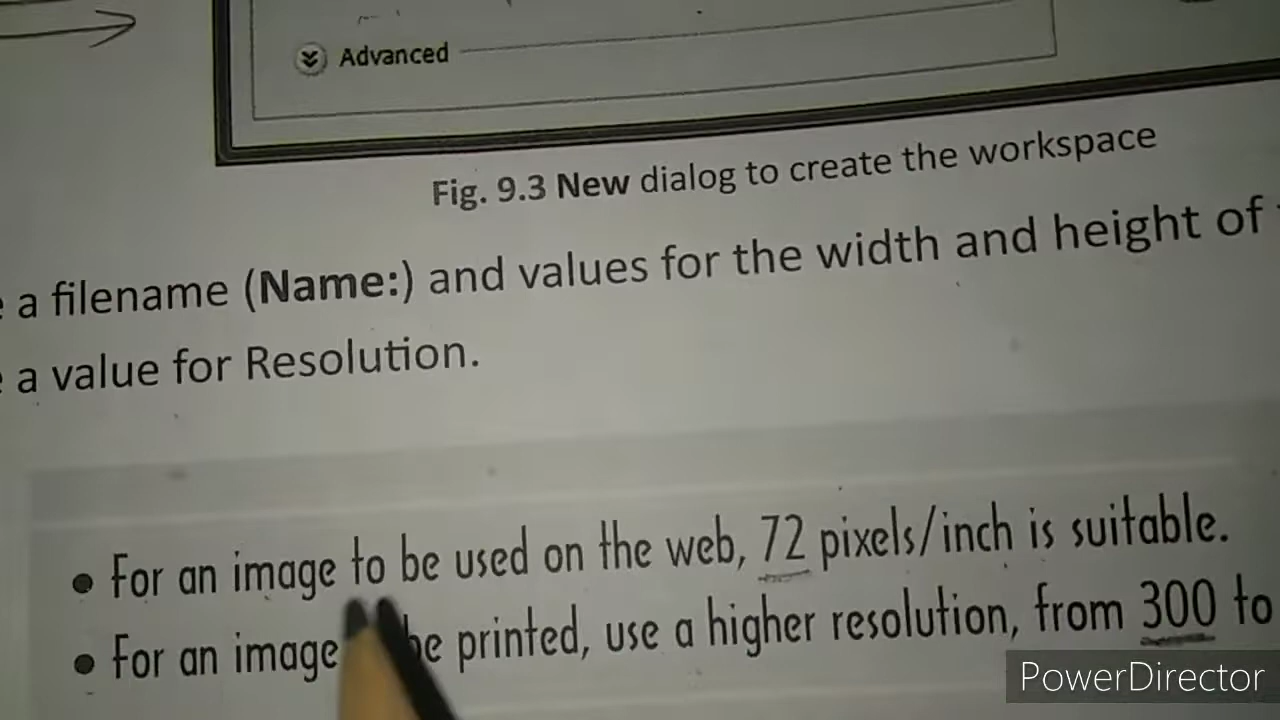 Advanced
Fig. 9.3 New dialog to create the workspace
a filename (Name:) and values for the width and height of
a value for Resolution.
• For an image to be used on the web, 72 pixels/inch is suitable.
• For an image be printed, use a higher resolution, from 300 to
PowerDirector